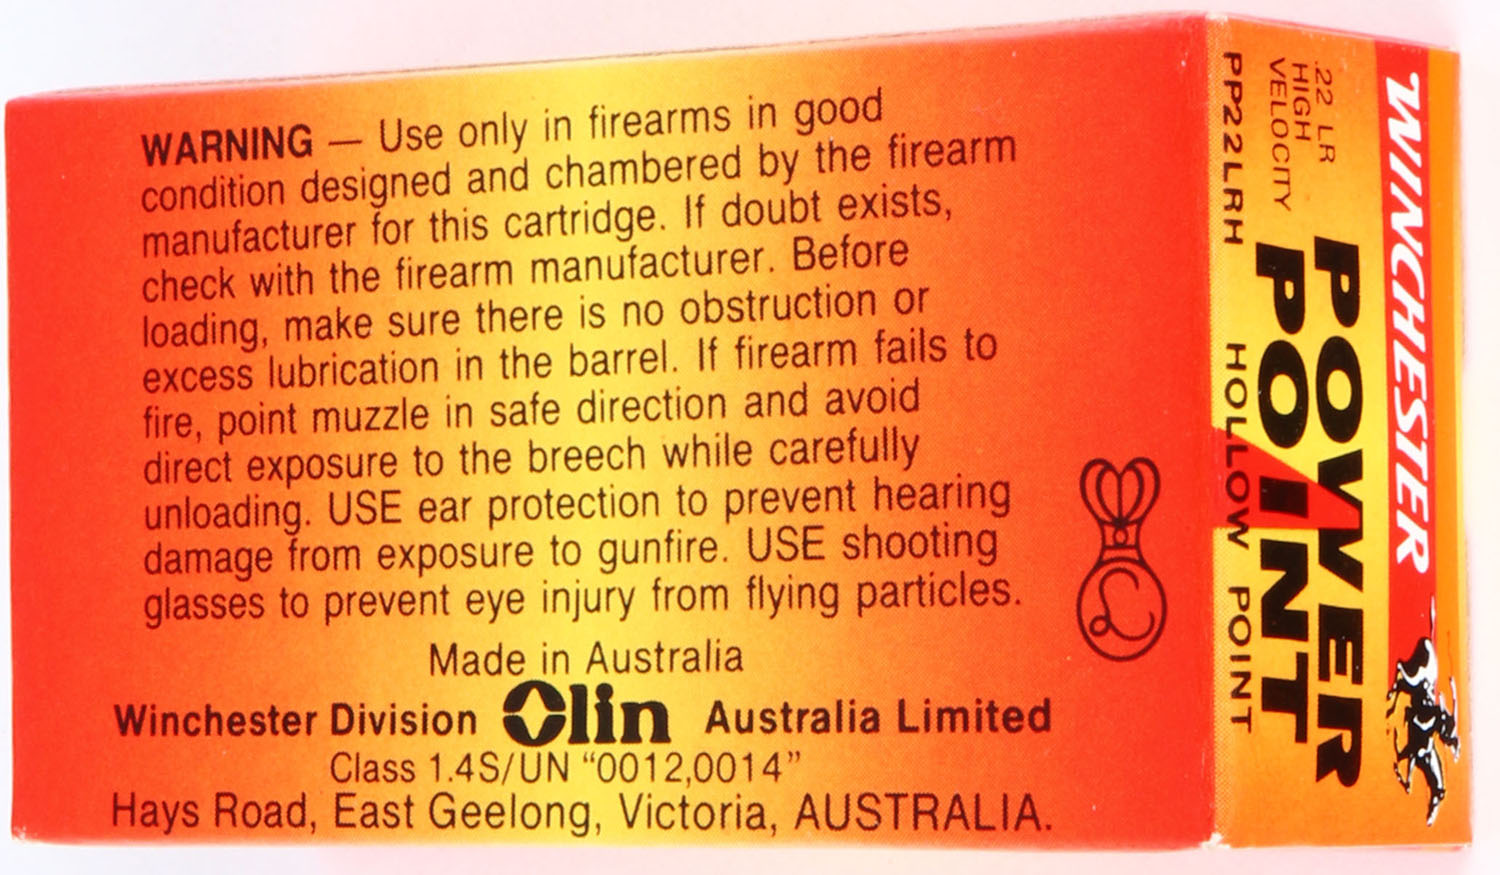 WARNING — Use only in firearms in good
condition designed and chambered by the firearm
manufacturer for this cartridge. If doubt exists,
check with the firearm manufacturer. Before
loading, make sure there is no obstruction or
excess lubrication in the barrel. If firearm fails to
fire, point muzzle in safe direction and avoid
direct exposure to the breech while carefully
unloading. USE ear protection to prevent hearing
damage from exposure to gunfire. USE shooting
glasses to prevent eye injury from flying particles.
Made in Australia
Winchester Division Olin Australia Limited
Class 1.4S/UN “0012,0014”
Hays Road, East Geelong, Victoria, AUSTRALIA.
WINCHESTER
.22 LR
HIGH
VELOCITY
POWER
POINT
PP22LRH HOLLOW POINT